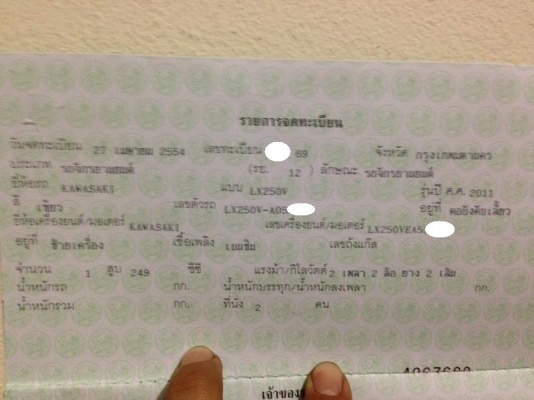 รายการจดทะเบียน
วันจดทะเบียน 27 เมษายน 2554 เลขทะเบียน 69 จังหวัด กรุงเทพมหานคร
ประเภท รถจักรยานยนต์ (รย. 12 ) ลักษณะ รถจักรยานยนต์
ยี่ห้อรถ KAWASAKI แบบ LX250V รุ่นปี ค.ศ. 2011
สี เขียว เลขตัวรถ LX250V-A05 อยู่ที่ คอบังคับเลี้ยว
ยี่ห้อเครื่องยนต์/มอเตอร์ KAWASAKI เลขเครื่องยนต์/มอเตอร์ LX250VEA5
อยู่ที่ ซ้ายเครื่อง เชื้อเพลิง เบนซิน เลขถังแก๊ส
จำนวน 1 สูบ 249 ซีซี แรงม้า/กิโลวัตต์ 2 เพลา 2 ล้อ ยาง 2 เส้น
น้ำหนักรถ กก. น้ำหนักบรรทุก/น้ำหนักลงเพลา กก.
น้ำหนักรวม กก. ที่นั่ง 2 คน
เจ้าของ